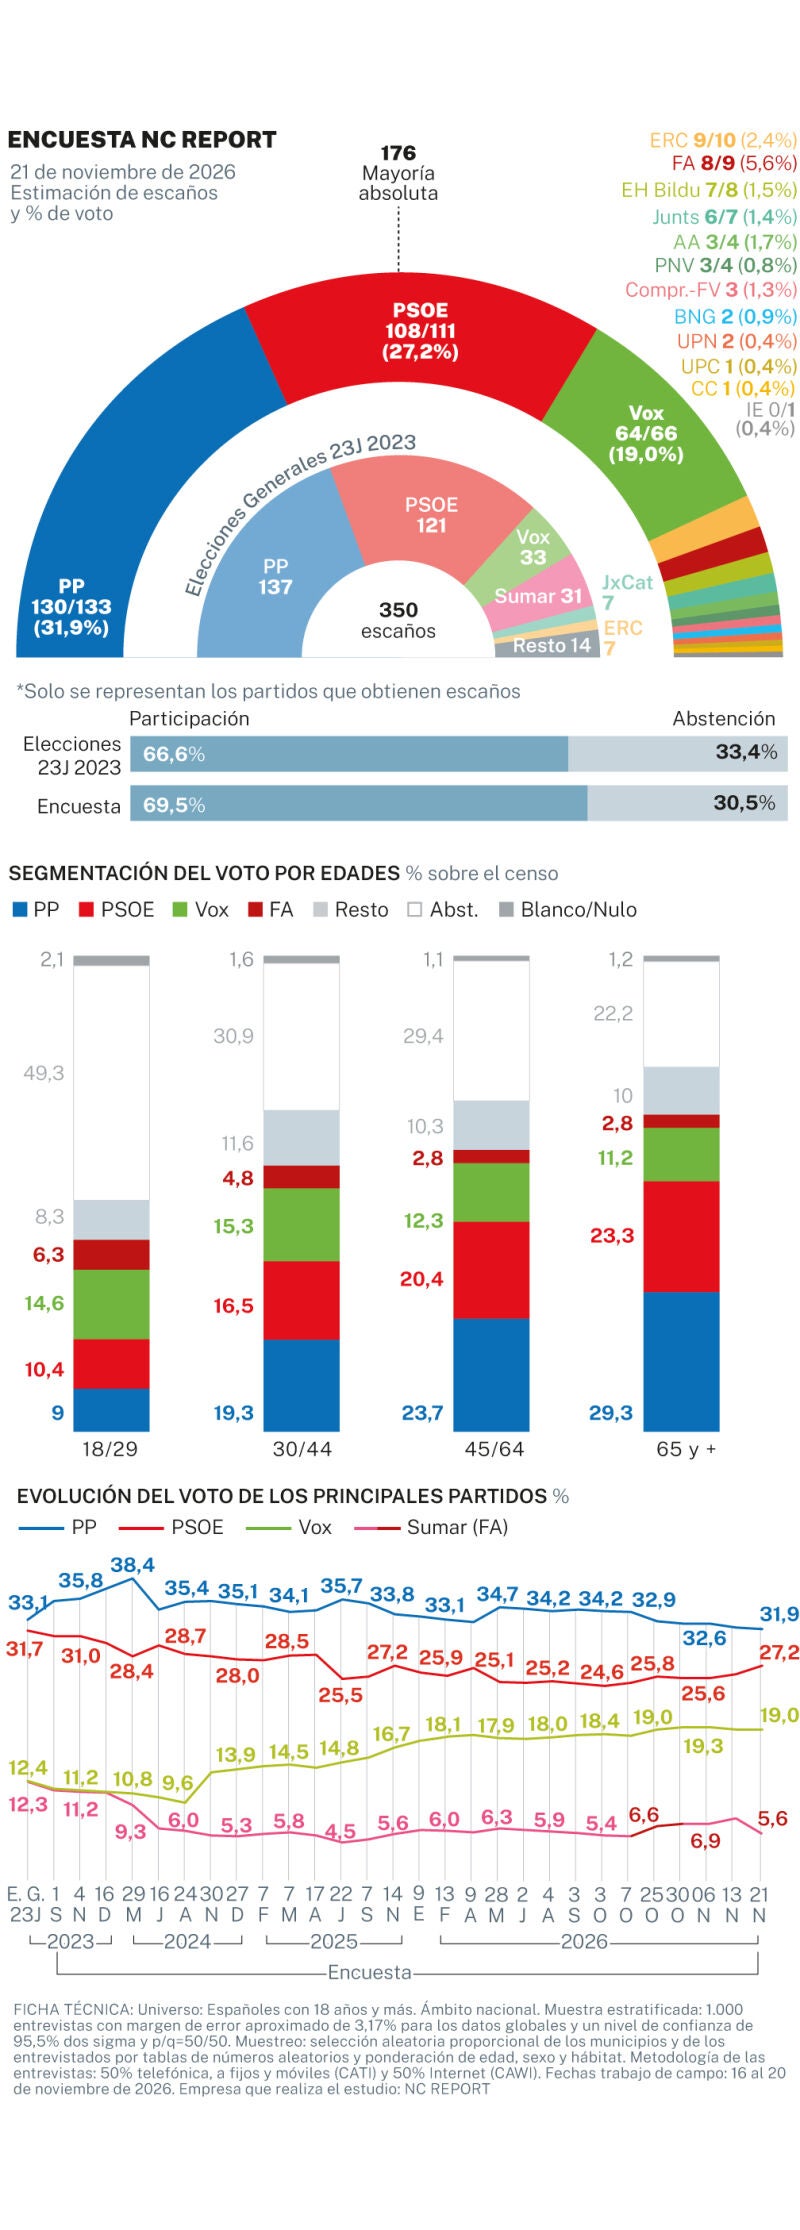 ENCUESTA NC REPORT
21 de noviembre de 2026
Estimación de escaños
y % de voto
176
Mayoría
absoluta
ERC 9/10 (2,4%)
FA 8/9 (5,6%)
EH Bildu 7/8 (1,5%)
Junts 6/7 (1,4%)
AA 3/4 (1,7%)
PNV 3/4 (0,8%)
Compr.-FV 3 (1,3%)
BNG 2 (0,9%)
UPN 2 (0,4%)
UPC 1 (0,4%)
CC 1 (0,4%)
IE 0/1
(0,4%)
PSOE
108/111
(27,2%)
Vox
64/66
(19,0%)
PP
130/133
(31,9%)
Elecciones Generales 23J 2023
PSOE
121
PP
137
Vox
33
Sumar 31
JxCat
7
ERC
7
Resto 14
350
escaños
*Solo se representan los partidos que obtienen escaños
Participación Abstención
Elecciones
23J 2023
66,6% 33,4%
Encuesta 69,5% 30,5%
SEGMENTACIÓN DEL VOTO POR EDADES % sobre el censo
PP PSOE Vox FA Resto Abst. Blanco/Nulo
2,1
49,3
8,3
6,3
14,6
10,4
9
18/29
1,6
30,9
11,6
4,8
15,3
16,5
19,3
30/44
1,1
29,4
10,3
2,8
12,3
20,4
23,7
45/64
1,2
22,2
10
2,8
11,2
23,3
29,3
65 y +
EVOLUCIÓN DEL VOTO DE LOS PRINCIPALES PARTIDOS %
PP PSOE Vox Sumar (FA)
33,1 35,8 38,4 35,4 35,1 34,1 35,7 33,8 33,1 34,7 34,2 34,2 32,9 32,6 31,9
31,7 31,0 28,4 28,7 28,0 28,5 25,5 27,2 25,9 25,1 25,2 24,6 25,8 25,6 27,2
12,4 11,2 10,8 9,6 13,9 14,5 14,8 16,7 18,1 17,9 18,0 18,4 19,0 19,3 19,0
12,3 11,2 9,3 6,0 5,3 5,8 4,5 5,6 6,0 6,3 5,9 5,4 6,6 6,9 5,6
E. G. 1 4 16 29 16 24 30 27 7 7 17 22 7 14 9 13 9 28 2 4 3 3 7 25 30 06 13 21
23J S N D M J A N D F M A J S N E F A M J A S O O O O N N N
2023 2024 2025 2026
Encuesta
FICHA TÉCNICA: Universo: Españoles con 18 años y más. Ámbito nacional. Muestra estratificada: 1.000
entrevistas con margen de error aproximado de 3,17% para los datos globales y un nivel de confianza de
95,5% dos sigma y p/q=50/50. Muestreo: selección aleatoria proporcional de los municipios y de los
entrevistados por tablas de números aleatorios y ponderación de edad, sexo y hábitat. Metodología de las
entrevistas: 50% telefónica, a fijos y móviles (CATI) y 50% Internet (CAWI). Fechas trabajo de campo: 16 al 20
de noviembre de 2026. Empresa que realiza el estudio: NC REPORT